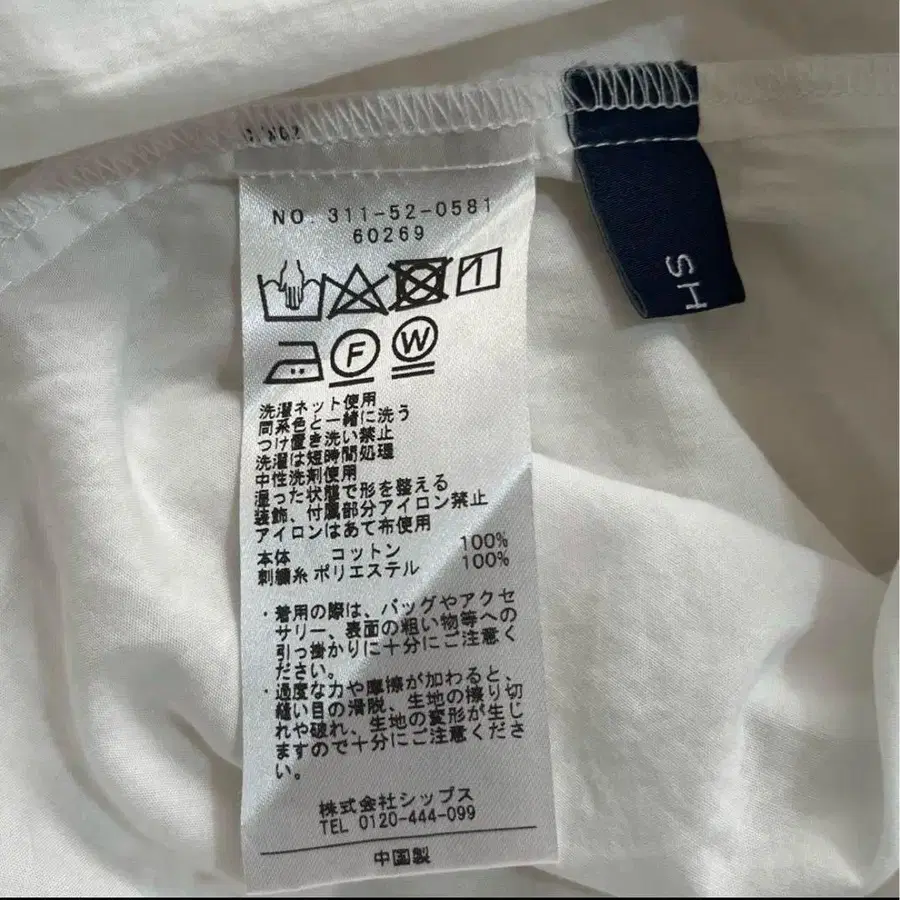 NO. 311-52-0581
60269
F
W
洗濯ネット使用
同系色と一緒に洗う
つけ置き洗い禁止
洗濯は短時間処理
中性洗剤使用
湿った状態で形を整える
装飾、付属部分アイロン禁止
アイロンはあて布使用
本体 コットン 100%
刺繍糸 ポリエステル 100%
・着用の際は、バッグやアクセ
サリー、表面の粗い物等への
引っ掛かりに十分にご注意く
ださい。
・過度な力や摩擦が加わると、
縫い目の滑脱、生地の擦り切
れや破れ、生地の変形が生じ
ますので十分にご注意くださ
い。
株式会社シップス
TEL 0120-444-099
中国製
SH